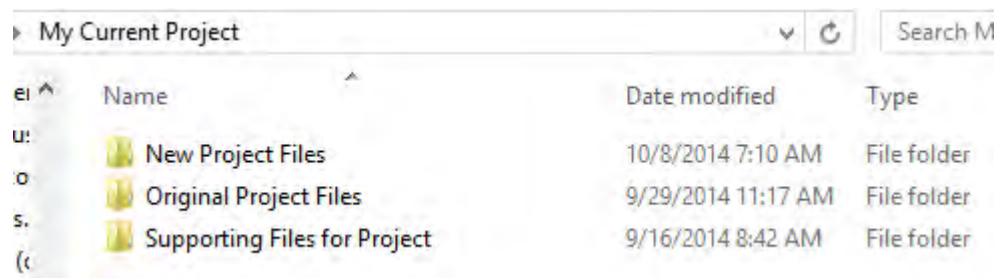 My Current Project Search M
Name Date modified Type
New Project Files 10/8/2014 7:10 AM File folder
Original Project Files 9/29/2014 11:17 AM File folder
Supporting Files for Project 9/16/2014 8:42 AM File folder